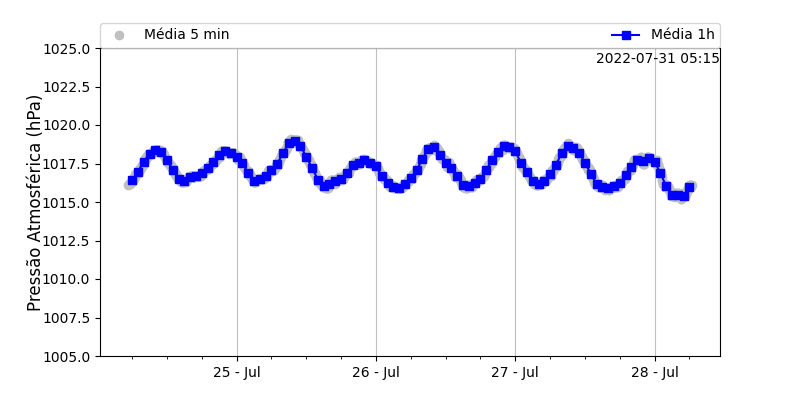 Média 5 min
Média 1h
2022-07-31 05:15
Pressão Atmosférica (hPa)
1025.0
1022.5
1020.0
1017.5
1015.0
1012.5
1010.0
1007.5
1005.0
25 - Jul
26 - Jul
27 - Jul
28 - Jul